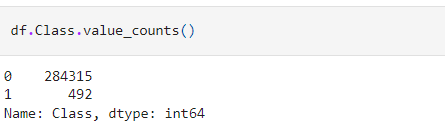 df.Class.value_counts()
0    284315
1       492
Name: Class, dtype: int64